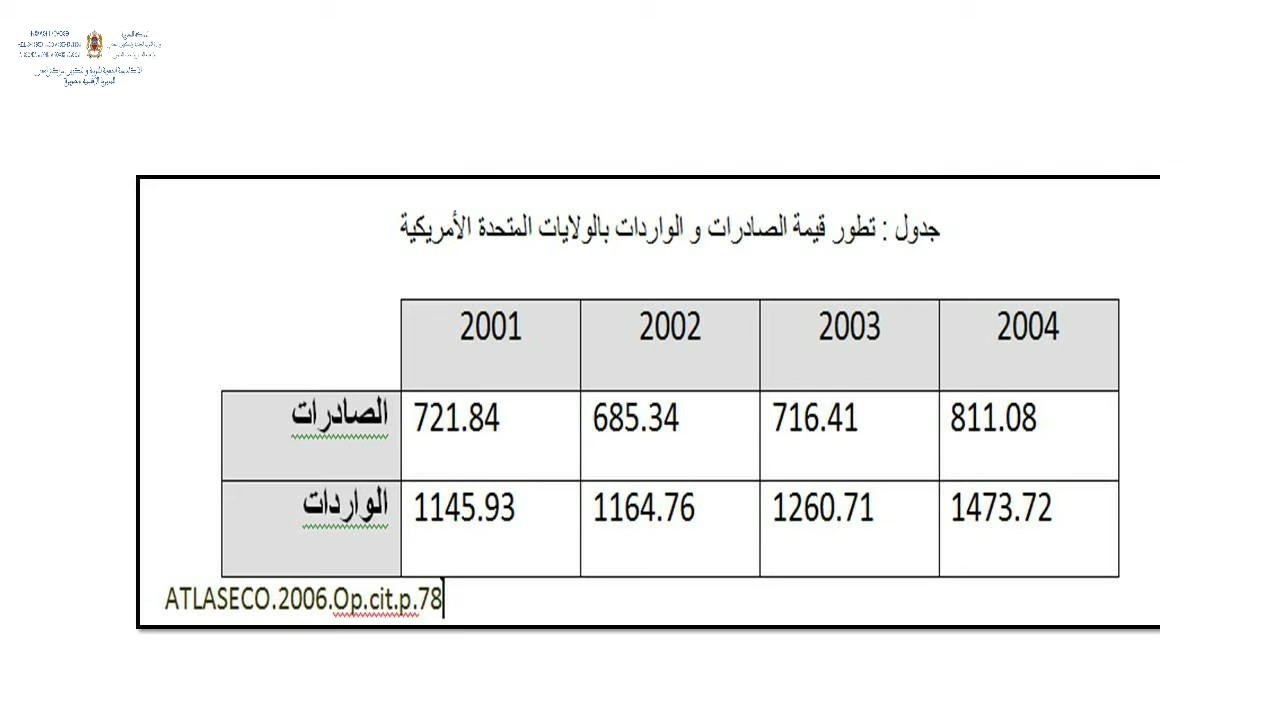 جدول : تطور قيمة الصادرات و الواردات بالولايات المتحدة الأمريكية
2001 2002 2003 2004
الصادرات 721.84 685.34 716.41 811.08
الواردات 1145.93 1164.76 1260.71 1473.72
ATLASECO.2006.Op.cit.p.78